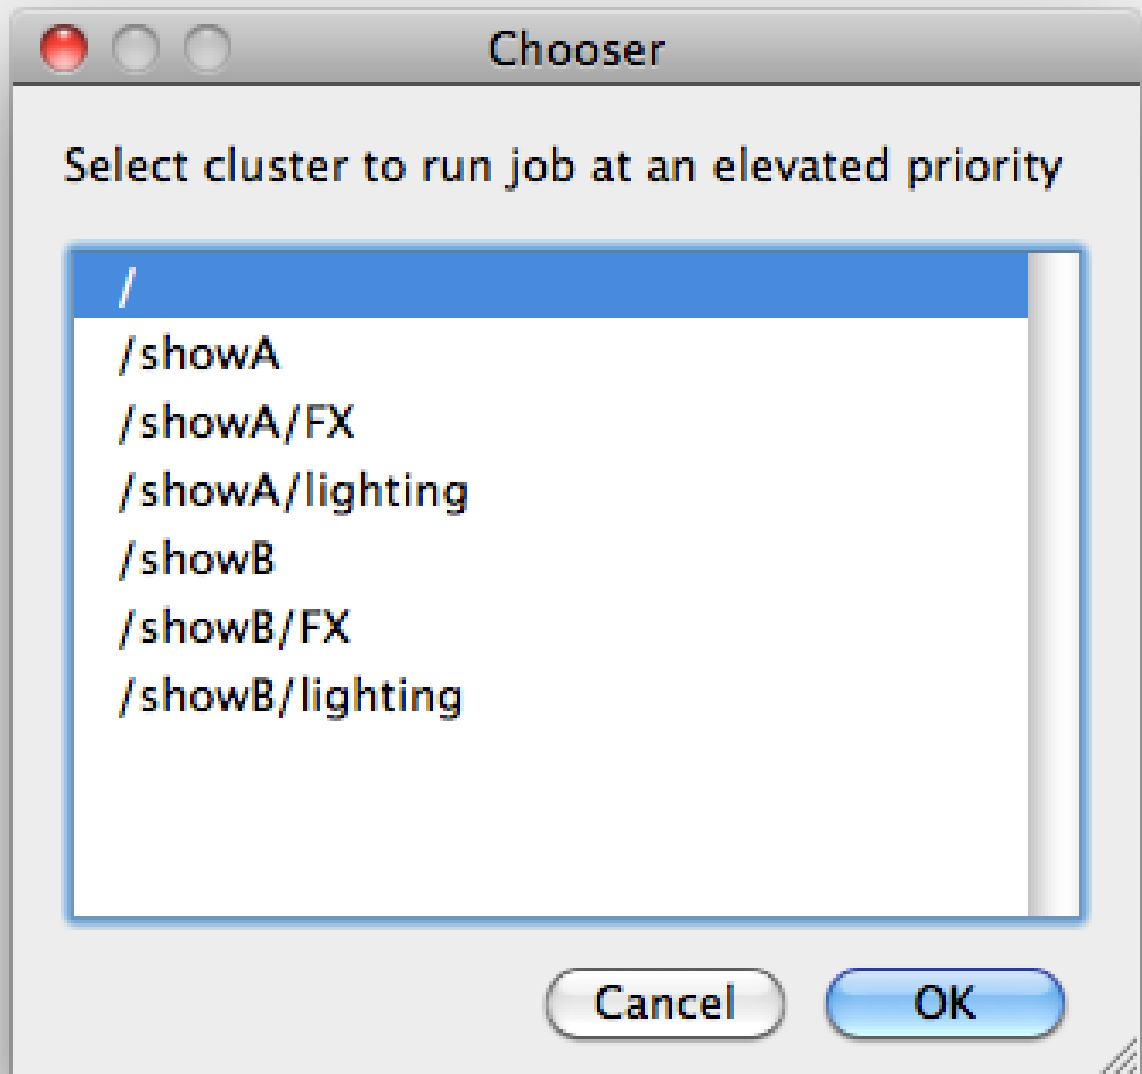 Chooser
Select cluster to run job at an elevated priority
/
/showA
/showA/FX
/showA/lighting
/showB
/showB/FX
/showB/lighting
Cancel OK